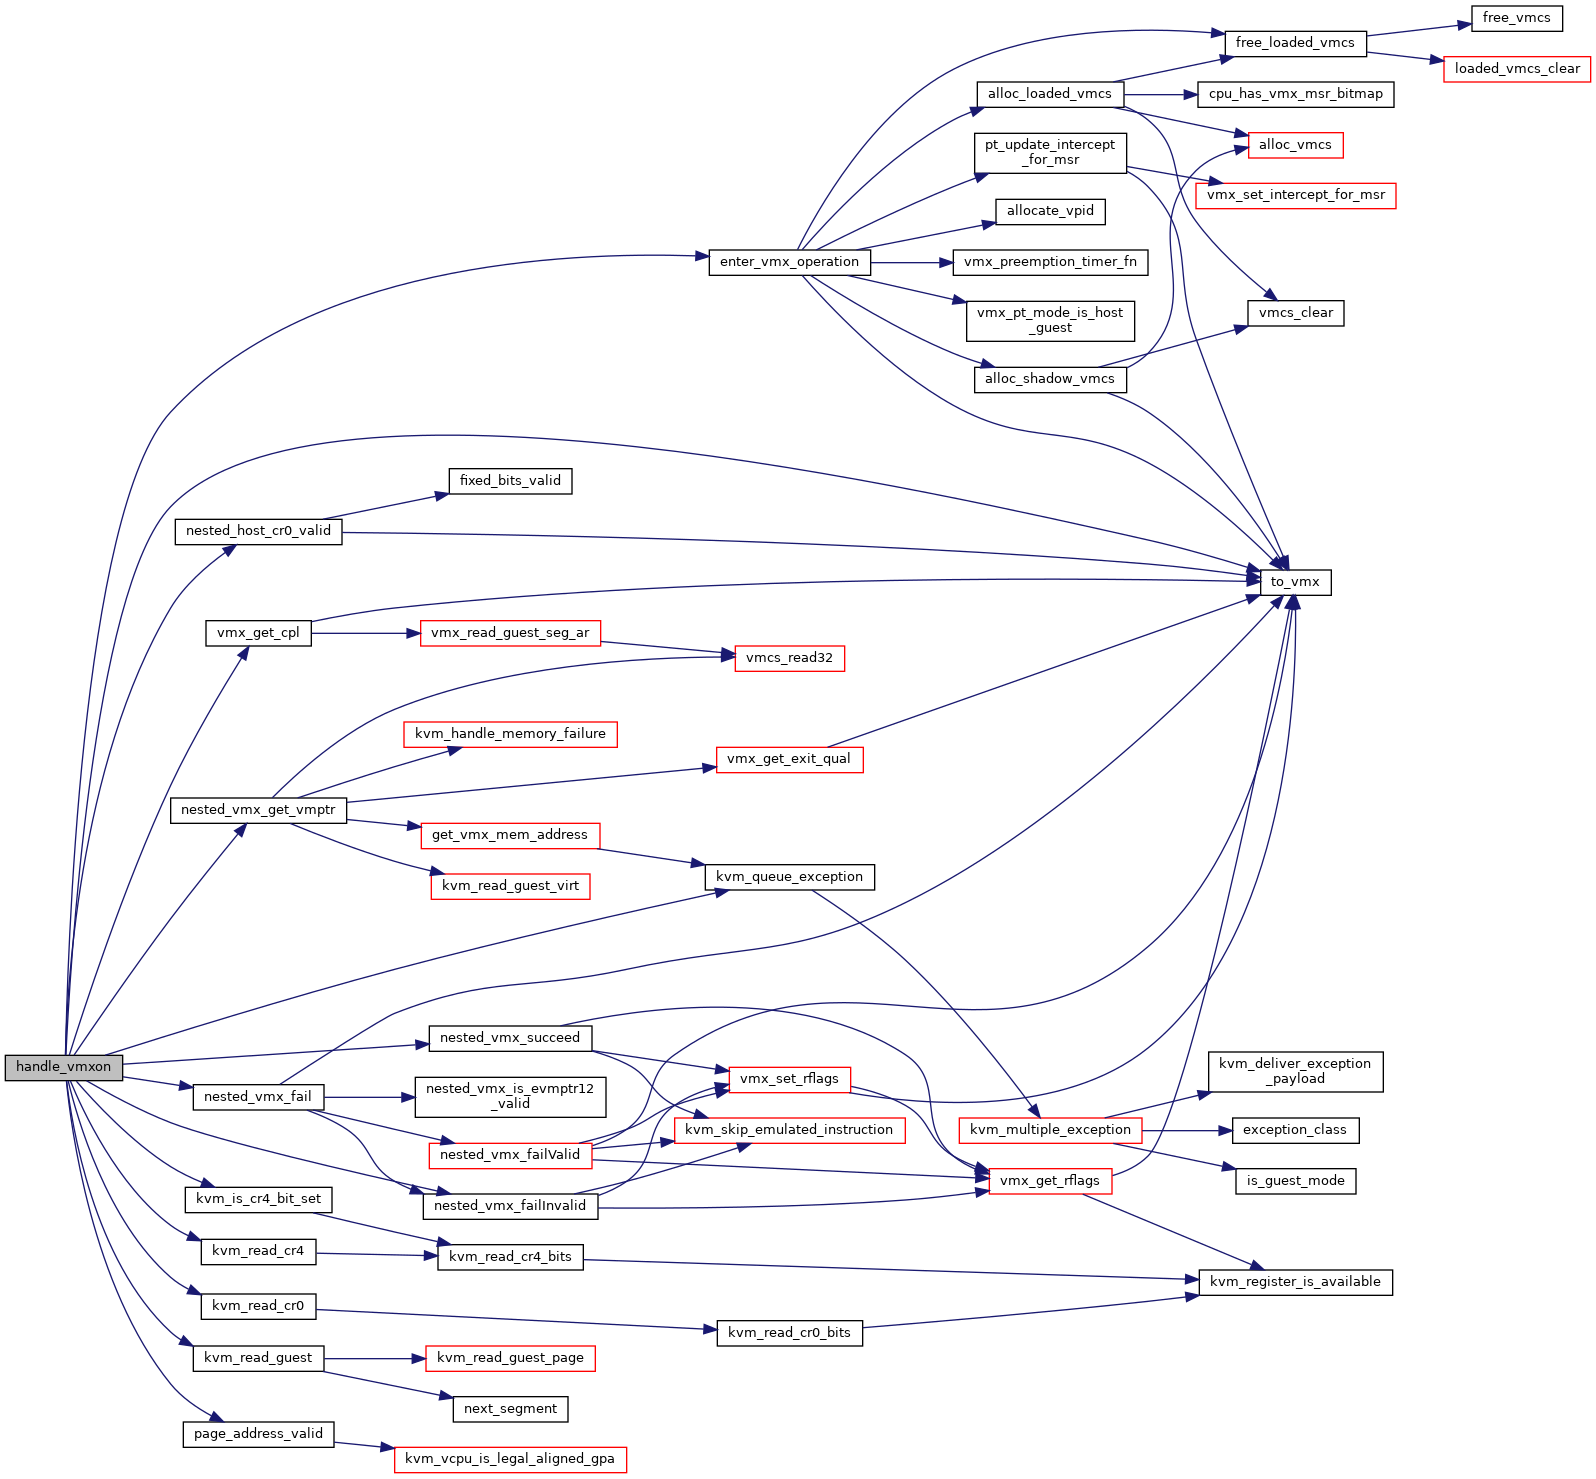 free_vmcs
free_loaded_vmcs
loaded_vmcs_clear
alloc_loaded_vmcs
cpu_has_vmx_msr_bitmap
pt_update_intercept
_for_msr
alloc_vmcs
vmx_set_intercept_for_msr
allocate_vpid
enter_vmx_operation
vmx_preemption_timer_fn
vmx_pt_mode_is_host
_guest
vmcs_clear
alloc_shadow_vmcs
fixed_bits_valid
nested_host_cr0_valid
to_vmx
vmx_get_cpl
vmx_read_guest_seg_ar
vmcs_read32
kvm_handle_memory_failure
vmx_get_exit_qual
nested_vmx_get_vmptr
get_vmx_mem_address
kvm_queue_exception
kvm_read_guest_virt
nested_vmx_succeed
handle_vmxon
kvm_deliver_exception
_payload
vmx_set_rflags
nested_vmx_fail
nested_vmx_is_evmptr12
_valid
kvm_skip_emulated_instruction
kvm_multiple_exception
exception_class
nested_vmx_failValid
vmx_get_rflags
is_guest_mode
kvm_is_cr4_bit_set
nested_vmx_failInvalid
kvm_read_cr4
kvm_read_cr4_bits
kvm_register_is_available
kvm_read_cr0
kvm_read_cr0_bits
kvm_read_guest
kvm_read_guest_page
next_segment
page_address_valid
kvm_vcpu_is_legal_aligned_gpa